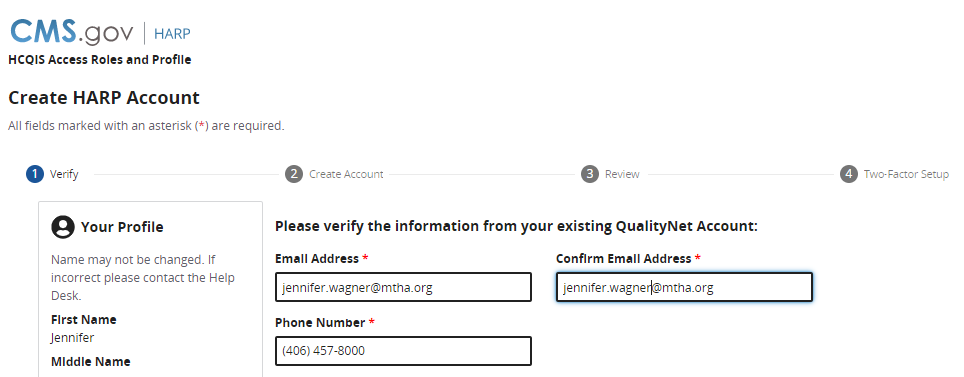 CMS.gov | HARP
HCQIS Access Roles and Profile
Create HARP Account
All fields marked with an asterisk (*) are required.
1 Verify 2 Create Account 3 Review 4 Two-Factor Setup
Your Profile
Name may not be changed. If
incorrect please contact the Help
Desk.
First Name
Jennifer
Middle Name
Please verify the information from your existing QualityNet Account:
Email Address * Confirm Email Address *
jennifer.wagner@mtha.org jennifer.wagner@mtha.org
Phone Number *
(406) 457-8000